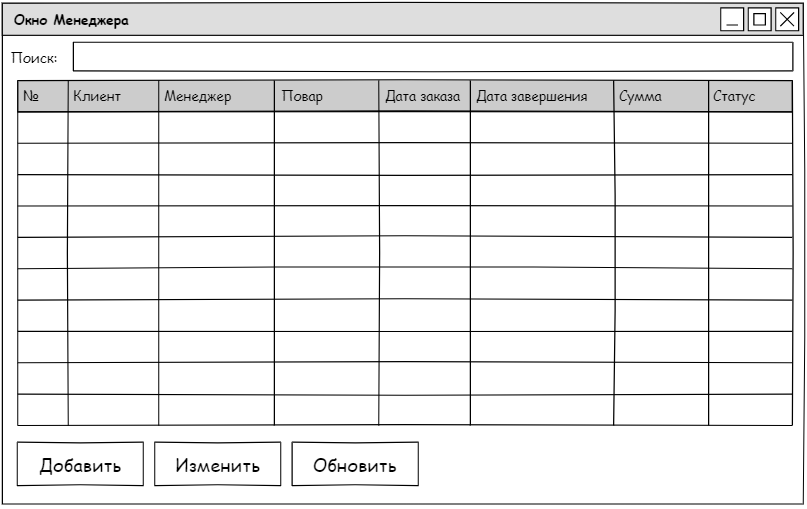 Окно Менеджера
Поиск:
№ Клиент Менеджер Повар Дата заказа Дата завершения Сумма Статус
Добавить Изменить Обновить